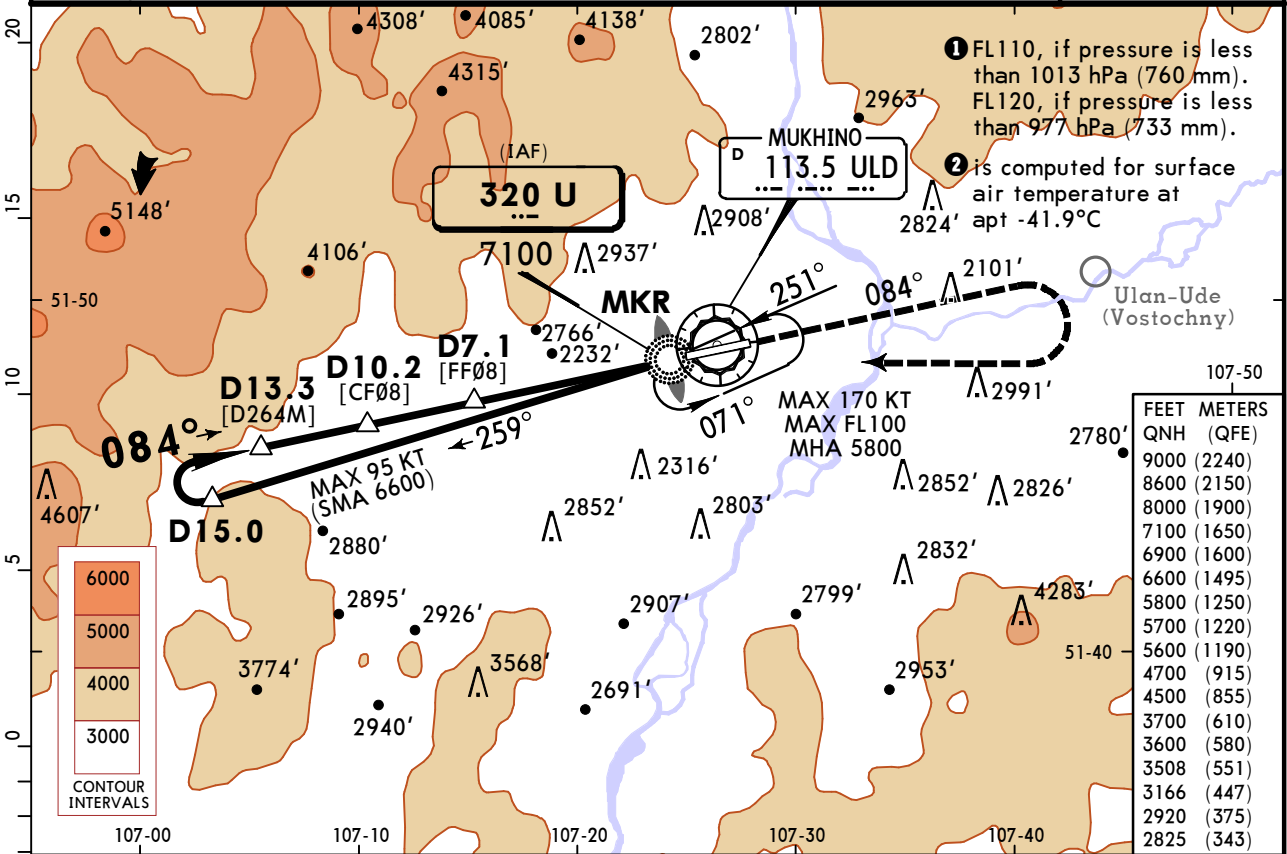 20
15
10
5
0
4308'
4085'
4138'
2802'
❶ FL110, if pressure is less
than 1013 hPa (760 mm).
FL120, if pressure is less
than 977 hPa (733 mm).
4315'
2963'
(IAF)
320 U
7100
MUKHINO
D 113.5 ULD
❷ is computed for surface
air temperature at
apt -41.9°C
5148'
2908'
2824'
4106'
2937'
51-50
MKR
251°
084°
2101'
Ulan-Ude
(Vostochny)
2766'
2232'
D7.1
[FF08]
D10.2
[CF08]
D13.3
[D264M]
107-50
2991'
084°→
←259°
071°
MAX 170 KT
MAX FL100
MHA 5800
MAX 95 KT
(SMA 6600)
2780'
2316'
4607'
D15.0
2852'
2803'
2852'
2826'
2880'
2832'
6000
5000
4000
3000
CONTOUR
INTERVALS
2895'
2926'
2907'
2799'
4283'
3774'
3568'
2953'
51-40
2691'
2940'
107-00
107-10
107-20
107-30
107-40
FEET METERS
QNH (QFE)
9000 (2240)
8600 (2150)
8000 (1900)
7100 (1650)
6900 (1600)
6600 (1495)
5800 (1250)
5700 (1220)
5600 (1190)
4700 (915)
4500 (855)
3700 (610)
3600 (580)
3508 (551)
3166 (447)
2920 (375)
2825 (343)